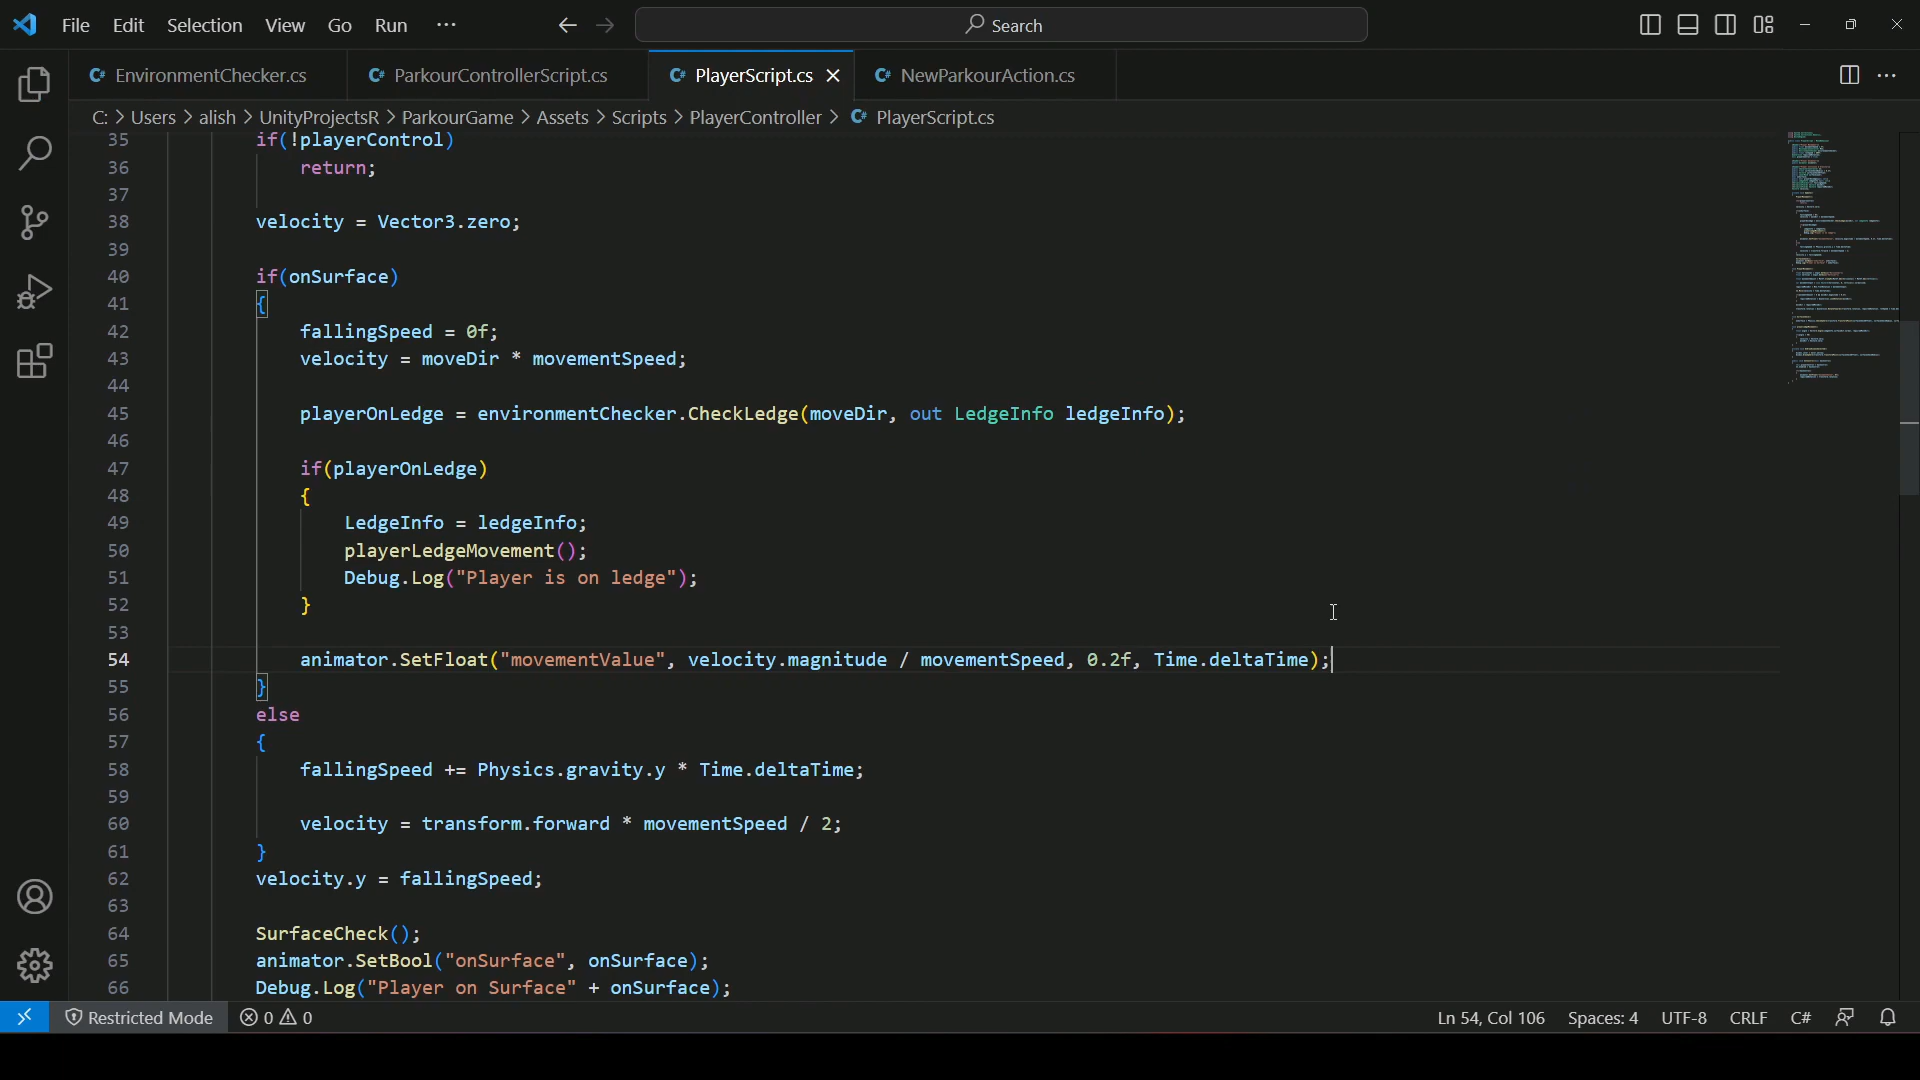 File Edit Selection View Go Run ··· Search
EnvironmentChecker.cs ParkourControllerScript.cs PlayerScript.cs NewParkourAction.cs
C: > Users > alish > UnityProjectsR > ParkourGame > Assets > Scripts > PlayerController > PlayerScript.cs
35 if(!playerControl)
36 return;
37
38 velocity = Vector3.zero;
39
40 if(onSurface)
41 {
42 fallingSpeed = 0f;
43 velocity = moveDir * movementSpeed;
44
45 playerOnLedge = environmentChecker.CheckLedge(moveDir, out LedgeInfo ledgeInfo);
46
47 if(playerOnLedge)
48 {
49 LedgeInfo = ledgeInfo;
50 playerLedgeMovement();
51 Debug.Log("Player is on ledge");
52 }
53
54 animator.SetFloat("movementValue", velocity.magnitude / movementSpeed, 0.2f, Time.deltaTime);
55 }
56 else
57 {
58 fallingSpeed += Physics.gravity.y * Time.deltaTime;
59
60 velocity = transform.forward * movementSpeed / 2;
61 }
62 velocity.y = fallingSpeed;
63
64 SurfaceCheck();
65 animator.SetBool("onSurface", onSurface);
66 Debug.Log("Player on Surface" + onSurface);
Restricted Mode 0 0 Ln 54, Col 106 Spaces: 4 UTF-8 CRLF C#